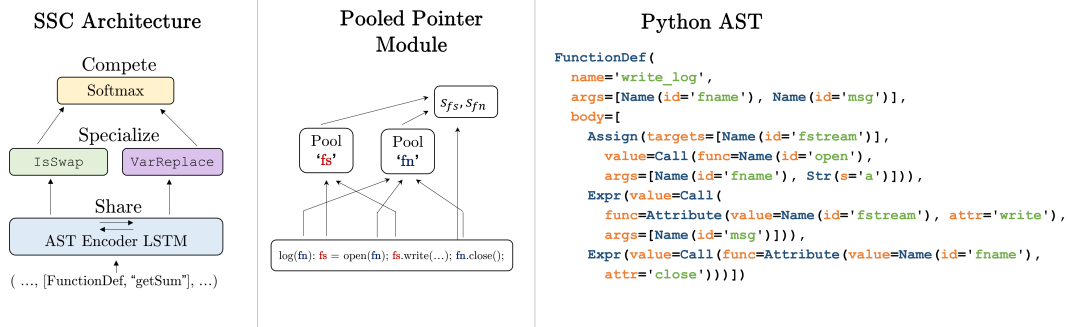 SSC Architecture
Compete
Softmax
Specialize
IsSwap
VarReplace
Share
AST Encoder LSTM
( ..., [FunctionDef, “getSum”], ...)
Pooled Pointer
Module
s_fs, s_fn
Pool
‘fs’
Pool
‘fn’
log(fn): fs = open(fn); fs.write(...); fn.close();
Python AST
FunctionDef(
name='write_log',
args=[Name(id='fname'), Name(id='msg')],
body=[
Assign(targets=[Name(id='fstream')],
value=Call(func=Name(id='open'),
args=[Name(id='fname'), Str(s='a')])),
Expr(value=Call(
func=Attribute(value=Name(id='fstream'), attr='write'),
args=[Name(id='msg')])),
Expr(value=Call(func=Attribute(value=Name(id='fname'),
attr='close')))])